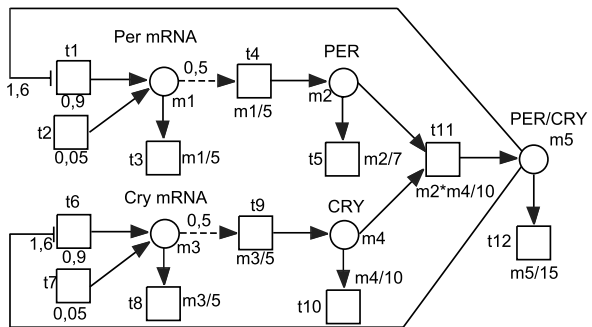 Per mRNA
t1
0,5
t4
PER
1,6
0,9
m1
m1/5
m2
t11
PER/CRY
m5
t2
0,05
t3
m1/5
t5
m2/7
m2*m4/10
Cry mRNA
t6
0,5
t9
CRY
1,6
0,9
m3
m3/5
m4
t12
t7
0,05
t8
m3/5
t10
m4/10
m5/15